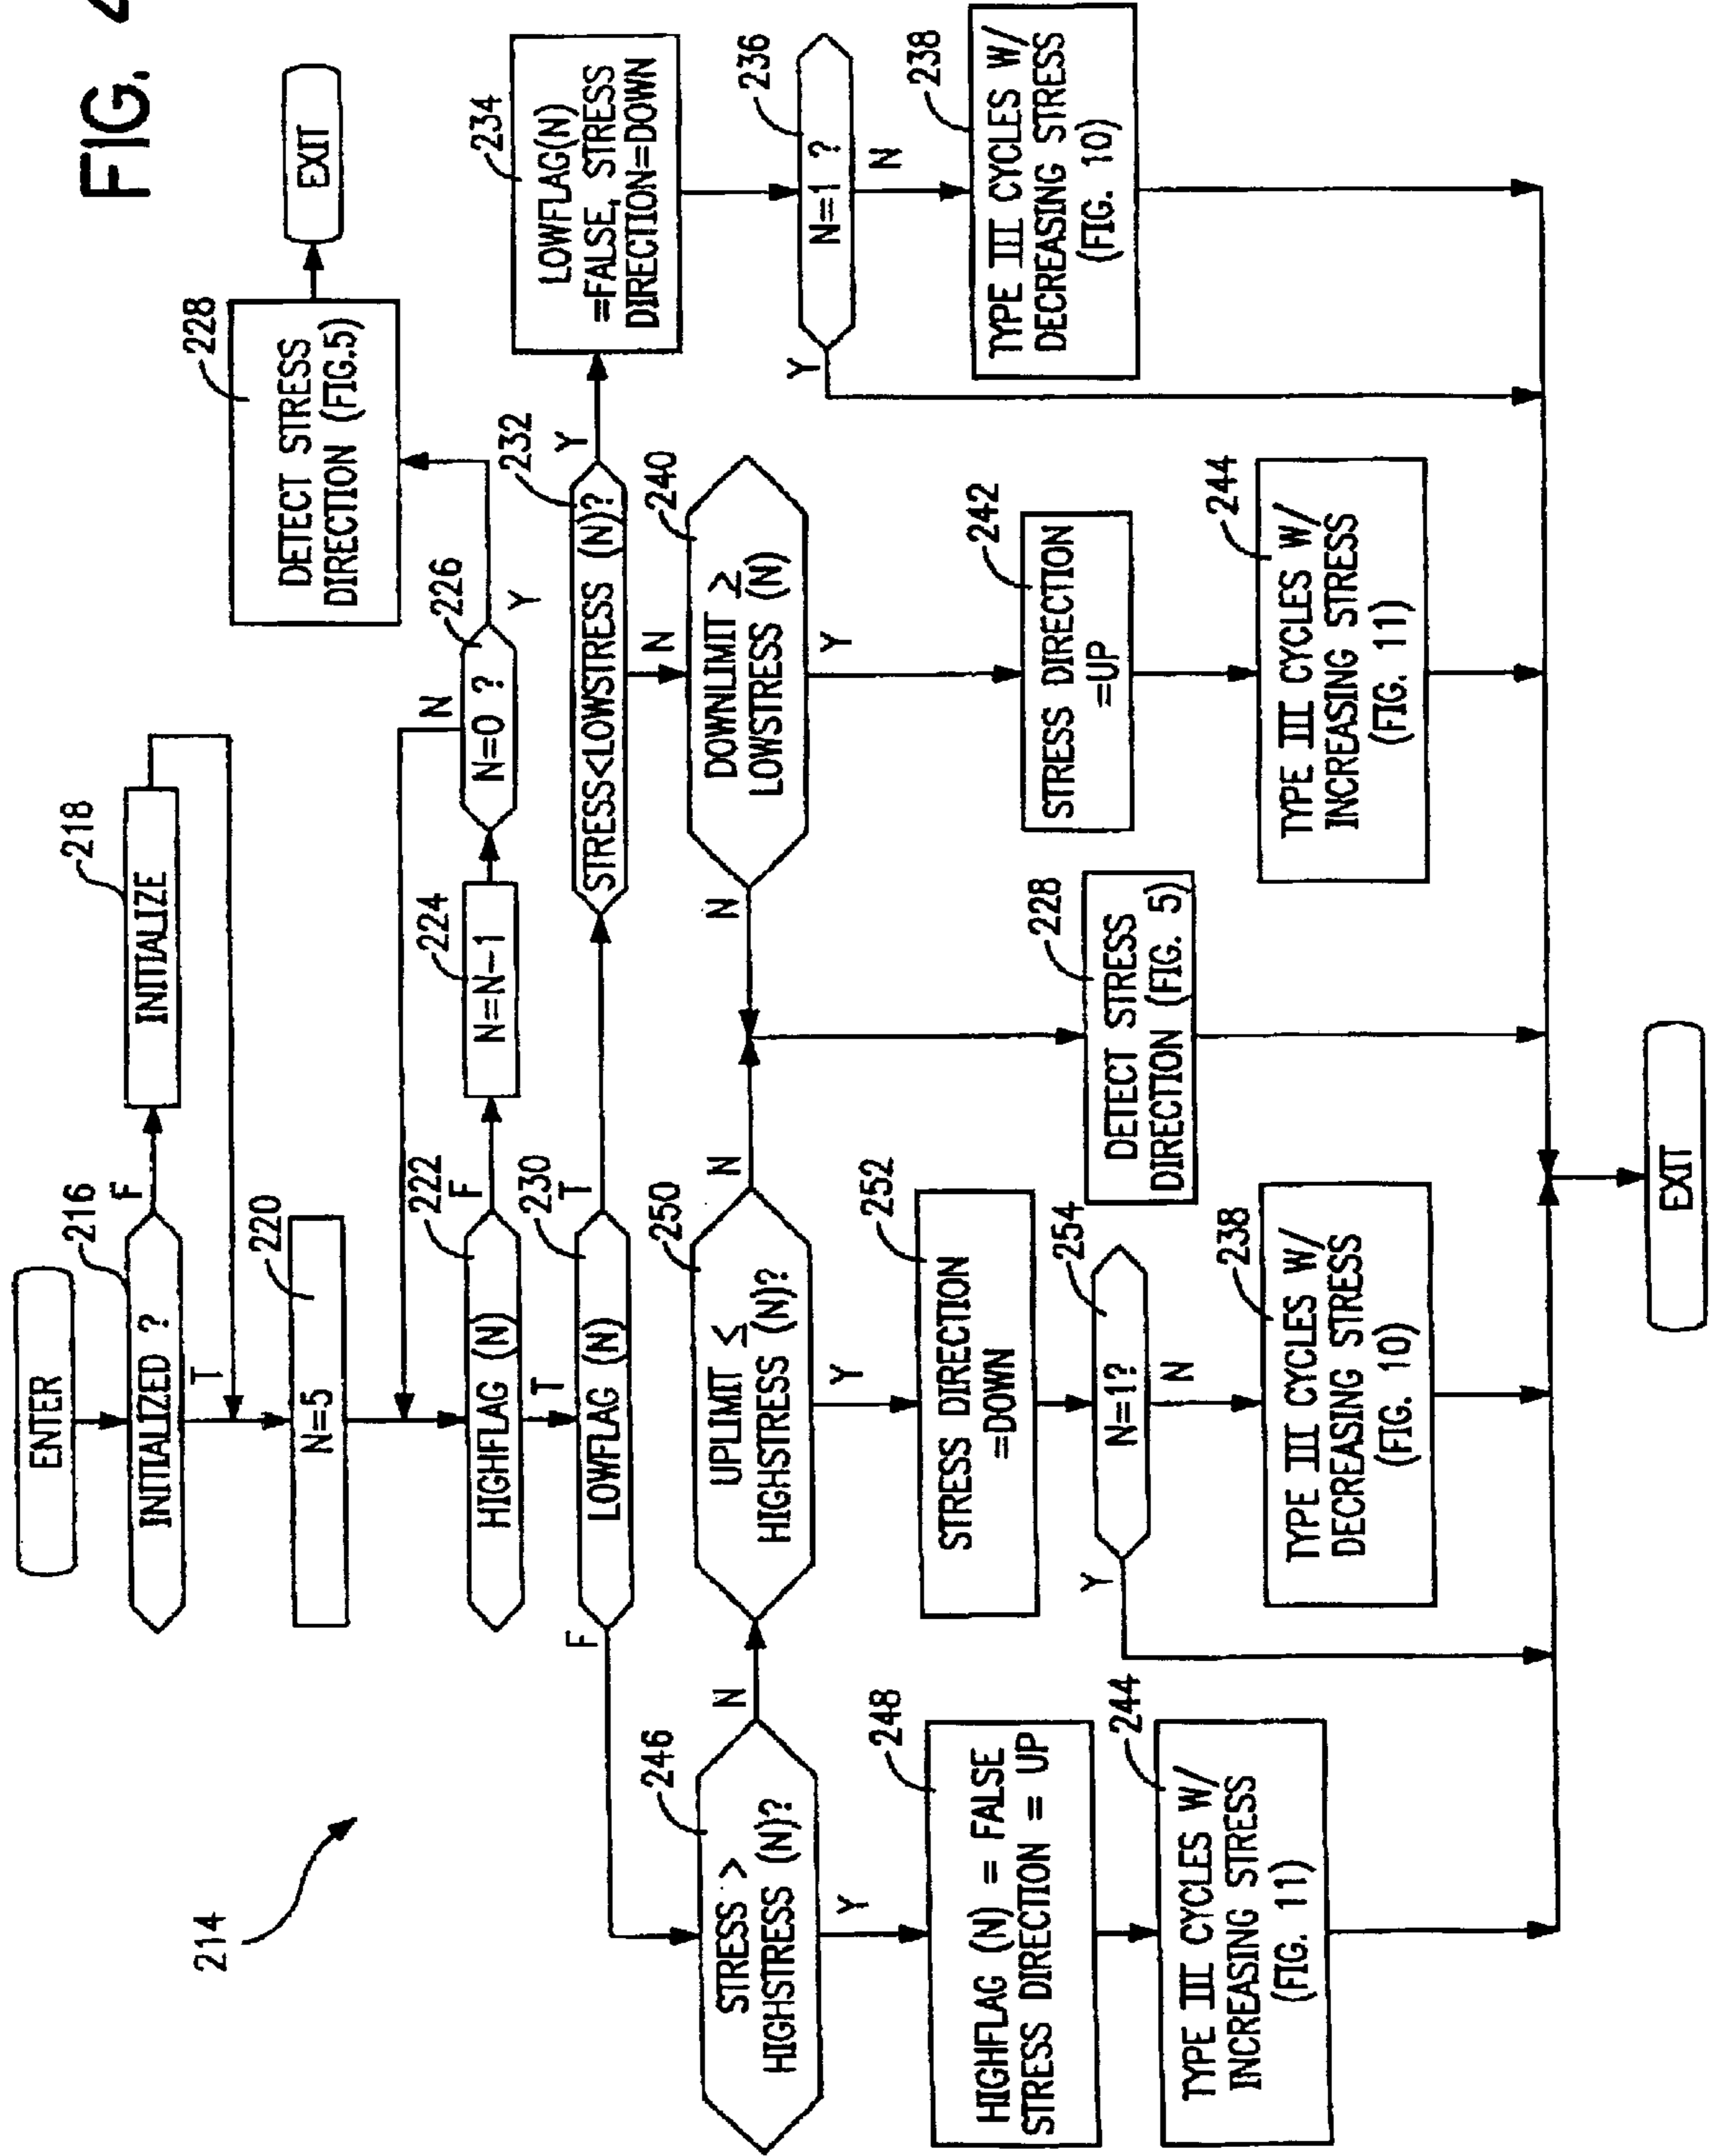 FIG. 4
214
ENTER
216
INITIALIZED ?
F
T
218
INITIALIZE
220
N=5
222
HIGHFLAG (N)
F
T
224
N=N-1
226
N=0 ?
N
Y
228
DETECT STRESS
DIRECTION (FIG.5)
EXIT
230
LOWFLAG (N)
T
F
232
STRESS<LOWSTRESS (N)?
Y
N
234
LOWFLAG(N)
=FALSE, STRESS
DIRECTION=DOWN
236
N=1 ?
Y
N
238
TYPE III CYCLES W/
DECREASING STRESS
(FIG. 10)
240
DOWNLIMIT ≥
LOWSTRESS (N)
N
Y
242
STRESS DIRECTION
=UP
244
TYPE III CYCLES W/
INCREASING STRESS
(FIG. 11)
246
STRESS >
HIGHSTRESS (N)?
N
Y
248
HIGHFLAG (N) = FALSE
STRESS DIRECTION = UP
244
TYPE III CYCLES W/
INCREASING STRESS
(FIG. 11)
250
UPLIMIT ≤
HIGHSTRESS (N)?
N
Y
252
STRESS DIRECTION
=DOWN
254
N=1?
Y
N
238
TYPE III CYCLES W/
DECREASING STRESS
(FIG. 10)
228
DETECT STRESS
DIRECTION (FIG. 5)
EXIT